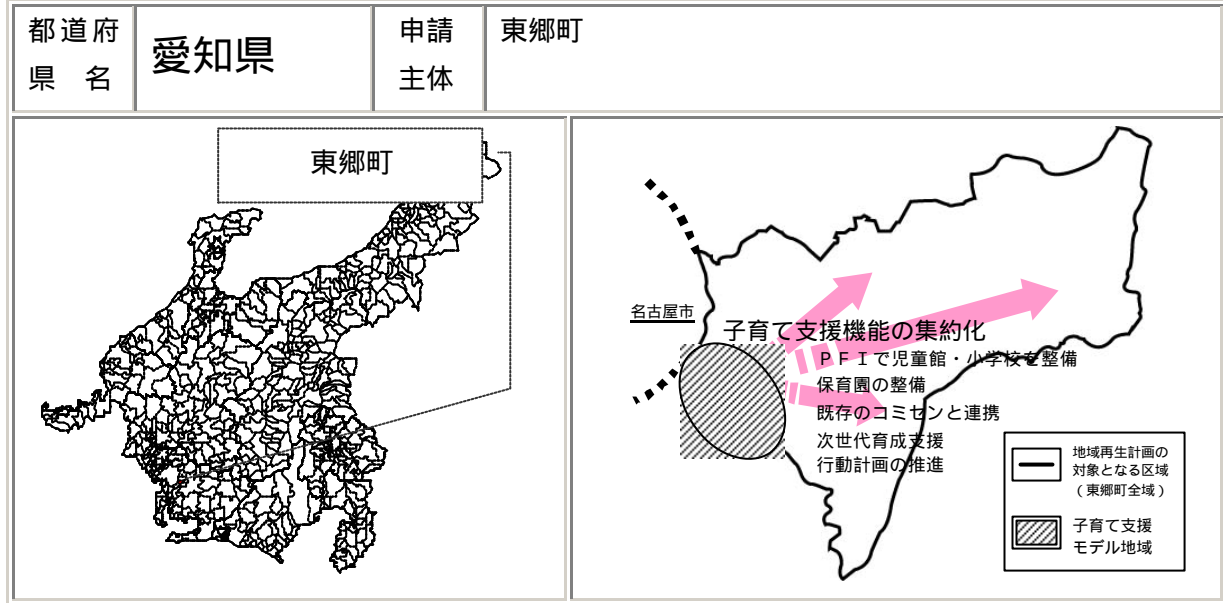 都道府
県　名
愛知県
申請
主体
東郷町
東郷町
名古屋市
子育て支援機能の集約化
ＰＦＩで児童館・小学校を整備
保育園の整備
既存のコミセンと連携
次世代育成支援
行動計画の推進
地域再生計画の
対象となる区域
（東郷町全域）
子育て支援
モデル地域